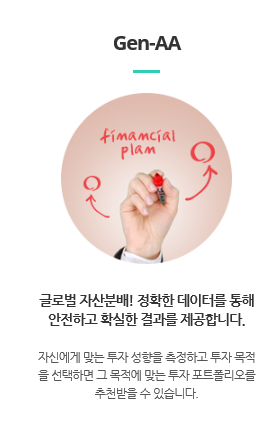 Gen-AA
financial
plan
글로벌 자산분배! 정확한 데이터를 통해
안전하고 확실한 결과를 제공합니다.
자신에게 맞는 투자 성향을 측정하고 투자 목적
을 선택하면 그 목적에 맞는 투자 포트폴리오를
추천받을 수 있습니다.